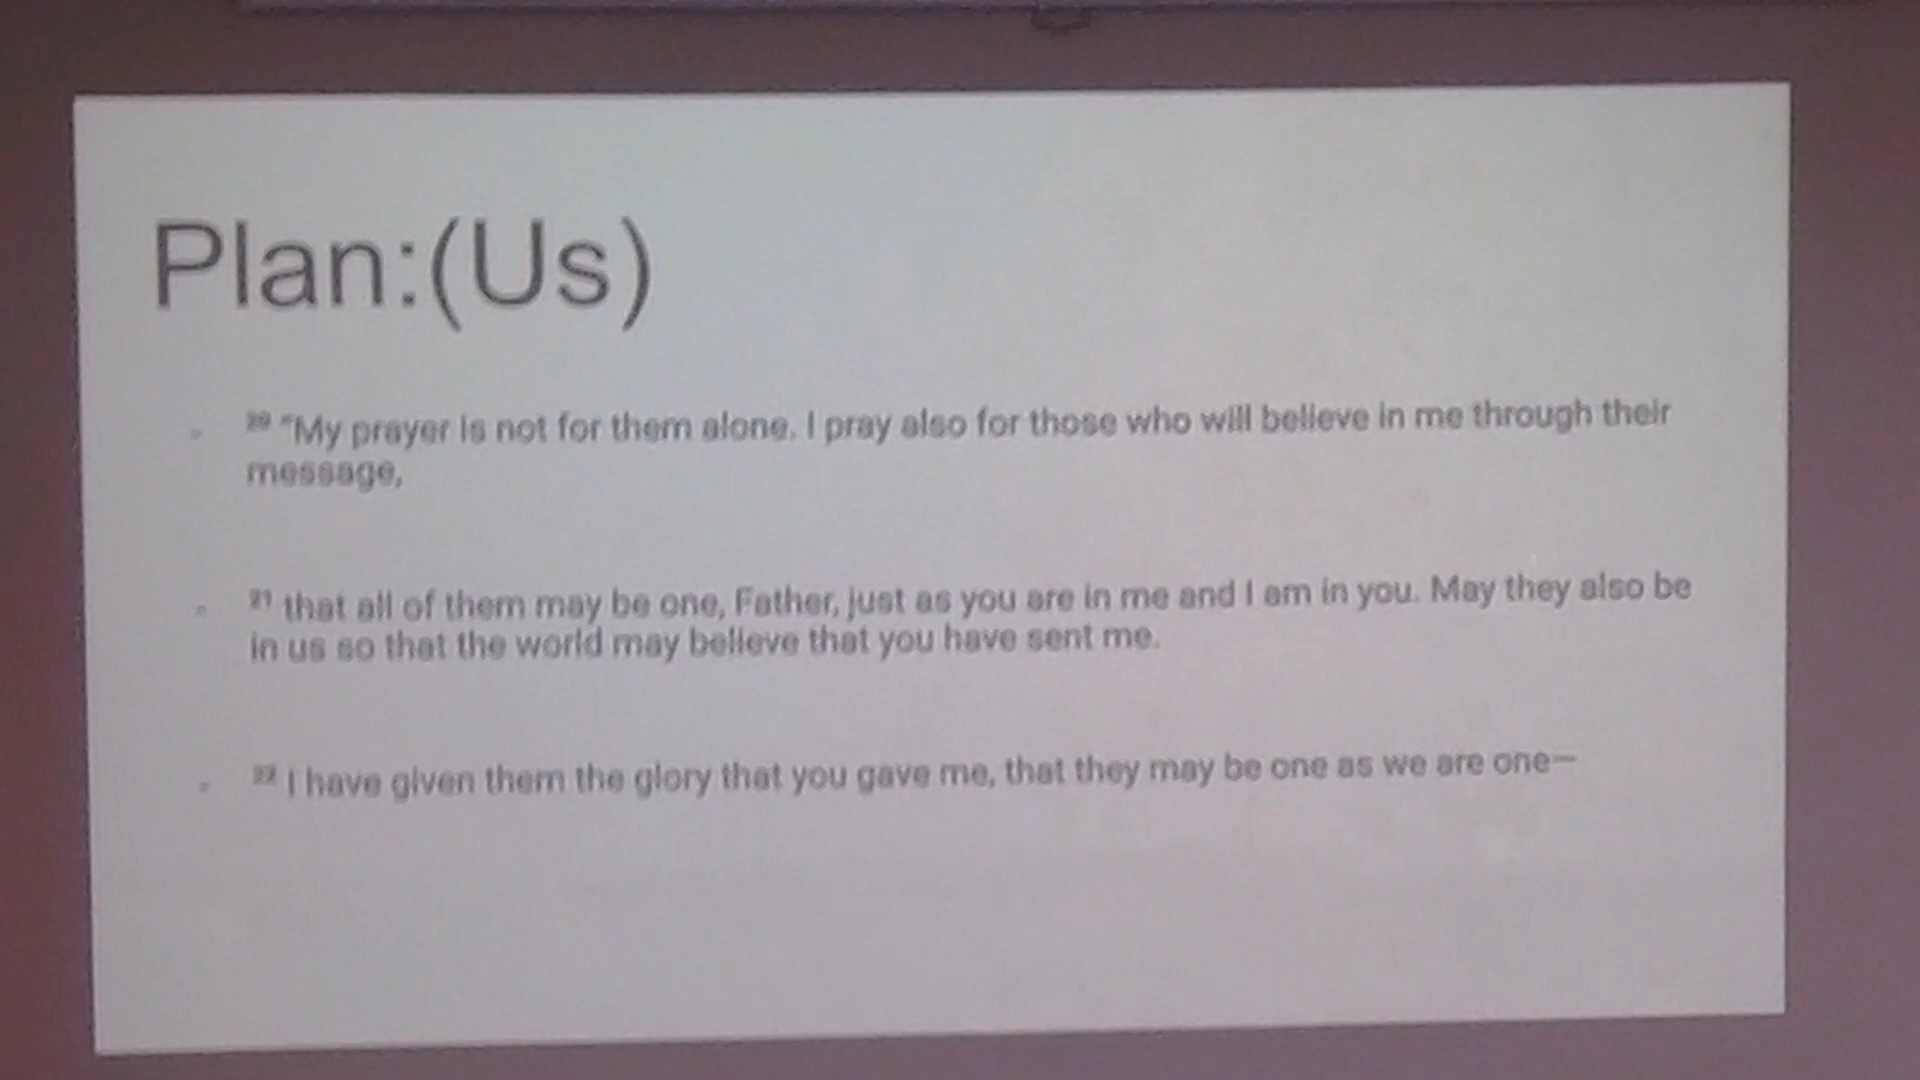 Plan:(Us)
20 "My prayer is not for them alone. I pray also for those who will believe in me through their
message,
21 that all of them may be one, Father, just as you are in me and I am in you. May they also be
in us so that the world may believe that you have sent me.
22 I have given them the glory that you gave me, that they may be one as we are one—